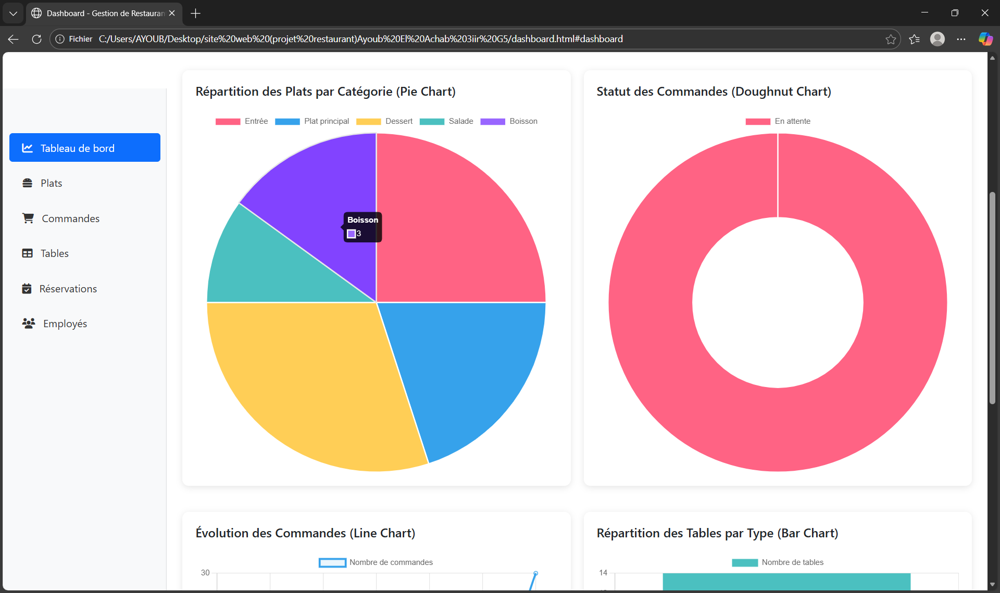 Dashboard - Gestion de Restauran
Fichier C:/Users/AYOUB/Desktop/site%20web%20(projet%20restaurant)Ayoub%20El%20Achab%203iir%20G5/dashboard.html#dashboard
Tableau de bord
Plats
Commandes
Tables
Réservations
Employés
Répartition des Plats par Catégorie (Pie Chart)
Entrée Plat principal Dessert Salade Boisson
Boisson
3
Statut des Commandes (Doughnut Chart)
En attente
Évolution des Commandes (Line Chart)
Nombre de commandes
30
Répartition des Tables par Type (Bar Chart)
Nombre de tables
14